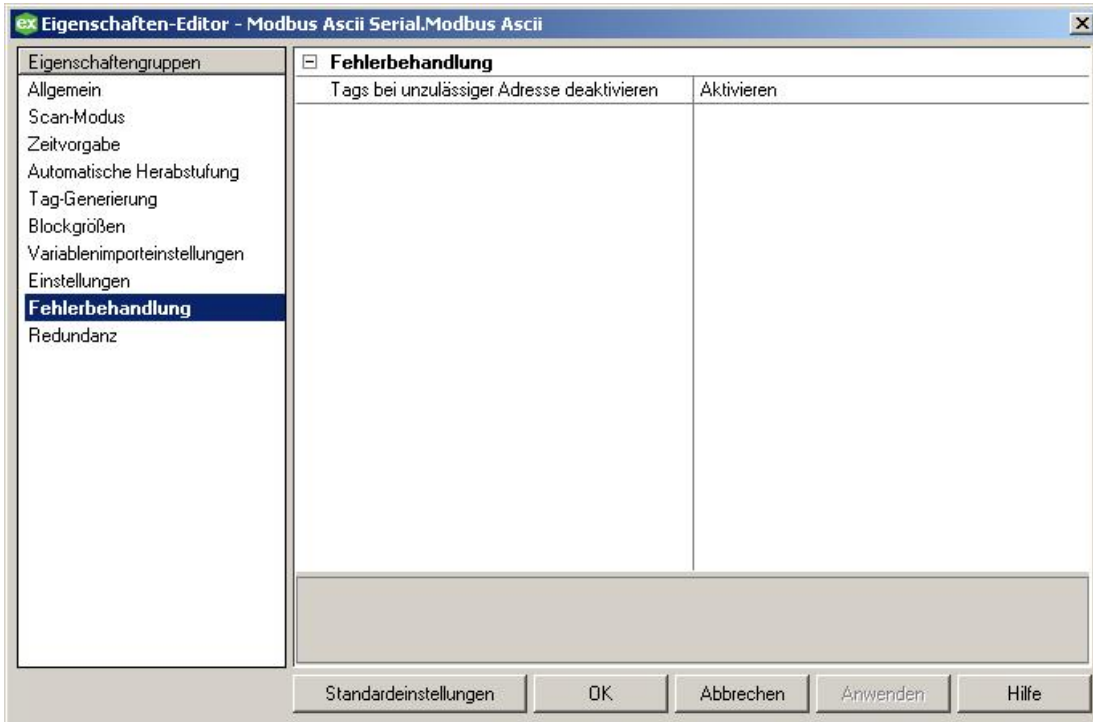 ex Eigenschaften-Editor - Modbus Ascii Serial.Modbus Ascii
Eigenschaftengruppen
Allgemein
Scan-Modus
Zeitvorgabe
Automatische Herabstufung
Tag-Generierung
Blockgrößen
Variablenimporteinstellungen
Einstellungen
Fehlerbehandlung
Redundanz
Fehlerbehandlung
Tags bei unzulässiger Adresse deaktivieren Aktivieren
Standardeinstellungen OK Abbrechen Anwenden Hilfe